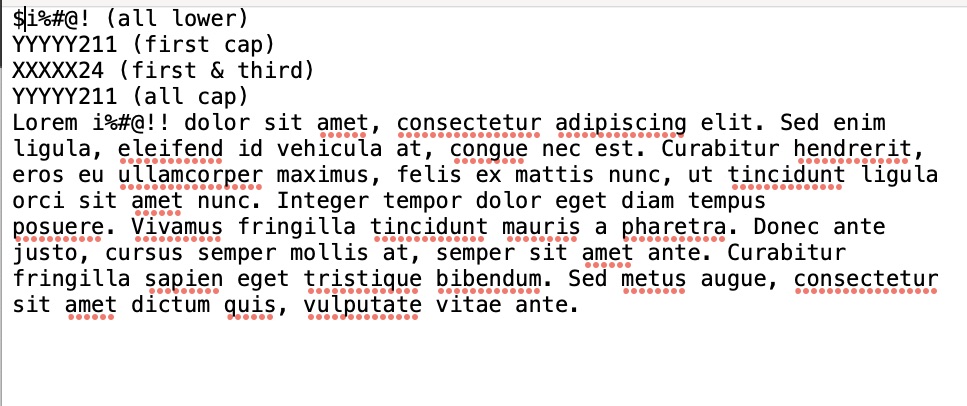 $i%#@! (all lower)
YYYYY211 (first cap)
XXXXX24 (first & third)
YYYYY211 (all cap)
Lorem i%#@!! dolor sit amet, consectetur adipiscing elit. Sed enim
ligula, eleifend id vehicula at, congue nec est. Curabitur hendrerit,
eros eu ullamcorper maximus, felis ex mattis nunc, ut tincidunt ligula
orci sit amet nunc. Integer tempor dolor eget diam tempus
posuere. Vivamus fringilla tincidunt mauris a pharetra. Donec ante
justo, cursus semper mollis at, semper sit amet ante. Curabitur
fringilla sapien eget tristique bibendum. Sed metus augue, consectetur
sit amet dictum quis, vulputate vitae ante.